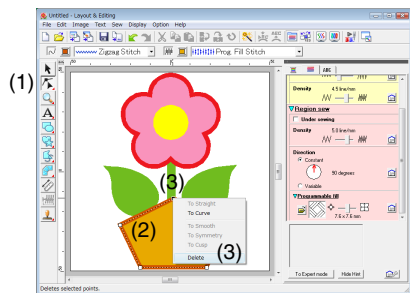 Untitled - Layout & Editing
File Edit Image Text Sew Display Option Help
Zigzag Stitch
Prog. Fill Stitch
(1)
ABC
Density 4.5 line/mm
Region sew
Under sewing
Density 5.0 line/mm
Direction
Constant
90 degrees
Variable
Programmable fill
7.6 x 7.6 mm
A
(3)
To Straight
To Curve
To Smooth
To Symmetry
To Cusp
Delete (3)
(2)
To Expert mode Hide Hint
Deletes selected points.